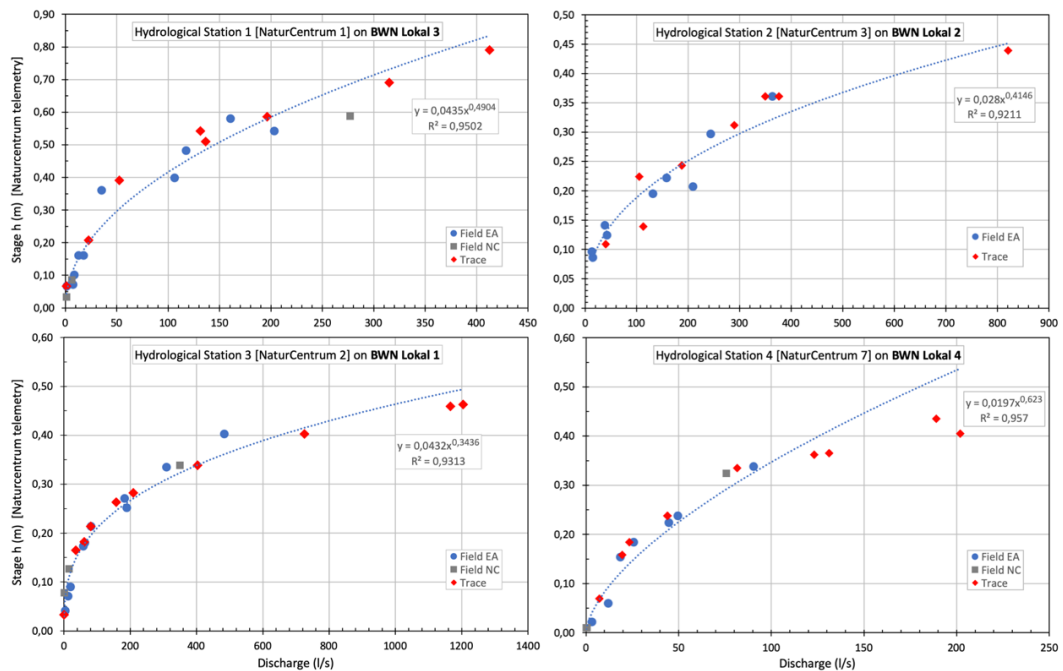 Hydrological Station 1 [NaturCentrum 1] on BWN Lokal 3
Stage h (m) [Naturcentrum telemetry]
0,90
0,80
0,70
0,60
0,50
0,40
0,30
0,20
0,10
0,00
y = 0,0435x^0,4904
R² = 0,9502
Field EA
Field NC
Trace
0 50 100 150 200 250 300 350 400 450
Hydrological Station 2 [NaturCentrum 3] on BWN Lokal 2
0,50
0,45
0,40
0,35
0,30
0,25
0,20
0,15
0,10
0,05
0,00
y = 0,028x^0,4146
R² = 0,9211
Field EA
Trace
0 100 200 300 400 500 600 700 800 900
Hydrological Station 3 [NaturCentrum 2] on BWN Lokal 1
Stage h (m) [Naturcentrum telemetry]
0,60
0,50
0,40
0,30
0,20
0,10
0,00
y = 0,0432x^0,3436
R² = 0,9313
Field EA
Field NC
Trace
0 200 400 600 800 1000 1200 1400
Discharge (l/s)
Hydrological Station 4 [NaturCentrum 7] on BWN Lokal 4
0,60
0,50
0,40
0,30
0,20
0,10
0,00
y = 0,0197x^0,623
R² = 0,957
Field EA
Field NC
Trace
0 50 100 150 200 250
Discharge (l/s)